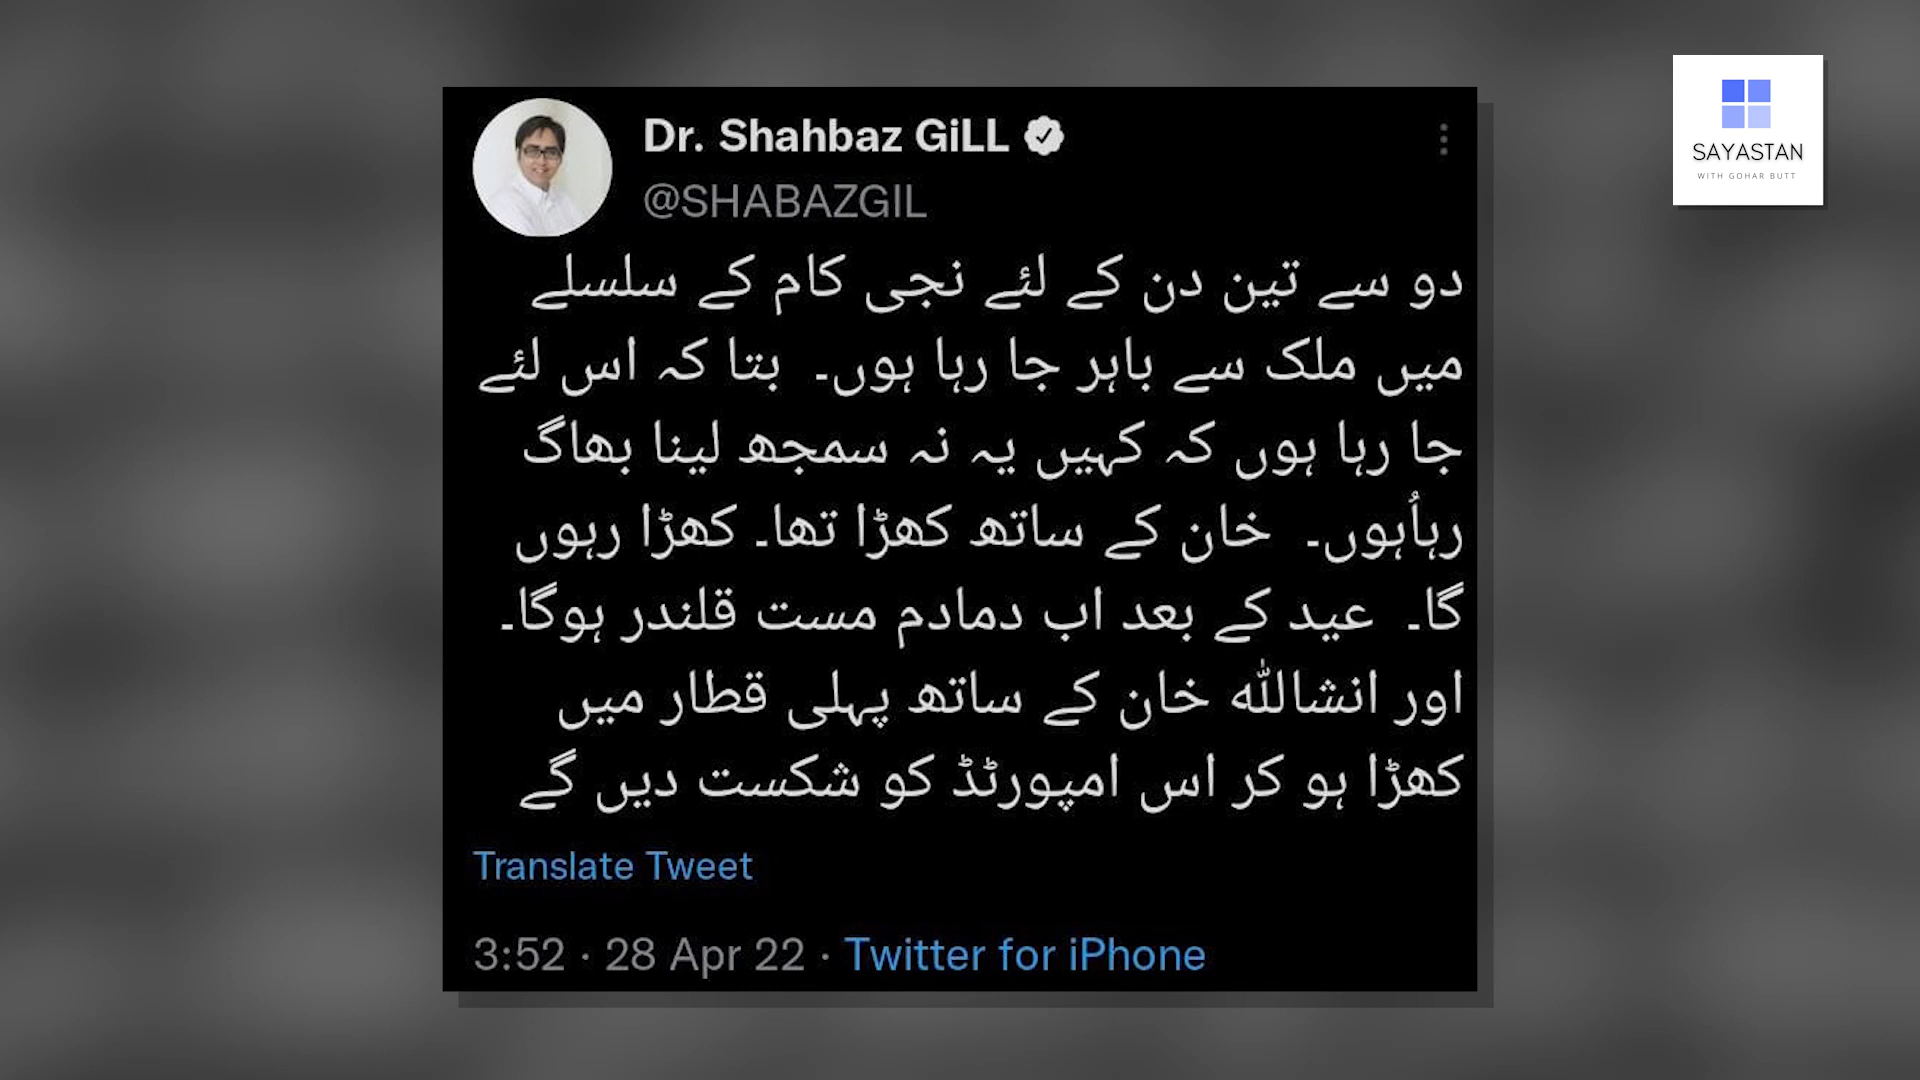 Dr. Shahbaz GiLL
@SHABAZGIL
دو سے تین دن کے لئے نجی کام کے سلسلے
میں ملک سے باہر جا رہا ہوں۔ بتا کہ اس لئے
جا رہا ہوں کہ کہیں یہ نہ سمجھ لینا بھاگ
رہاُہوں۔ خان کے ساتھ کھڑا تھا۔ کھڑا رہوں
گا۔ عید کے بعد اب دمادم مست قلندر ہوگا۔
اور انشاللّٰه خان کے ساتھ پہلی قطار میں
کھڑا ہو کر اس امپورٹڈ کو شکست دیں گے
Translate Tweet
3:52 · 28 Apr 22 · Twitter for iPhone
SAYASTAN
WITH GOHAR BUTT